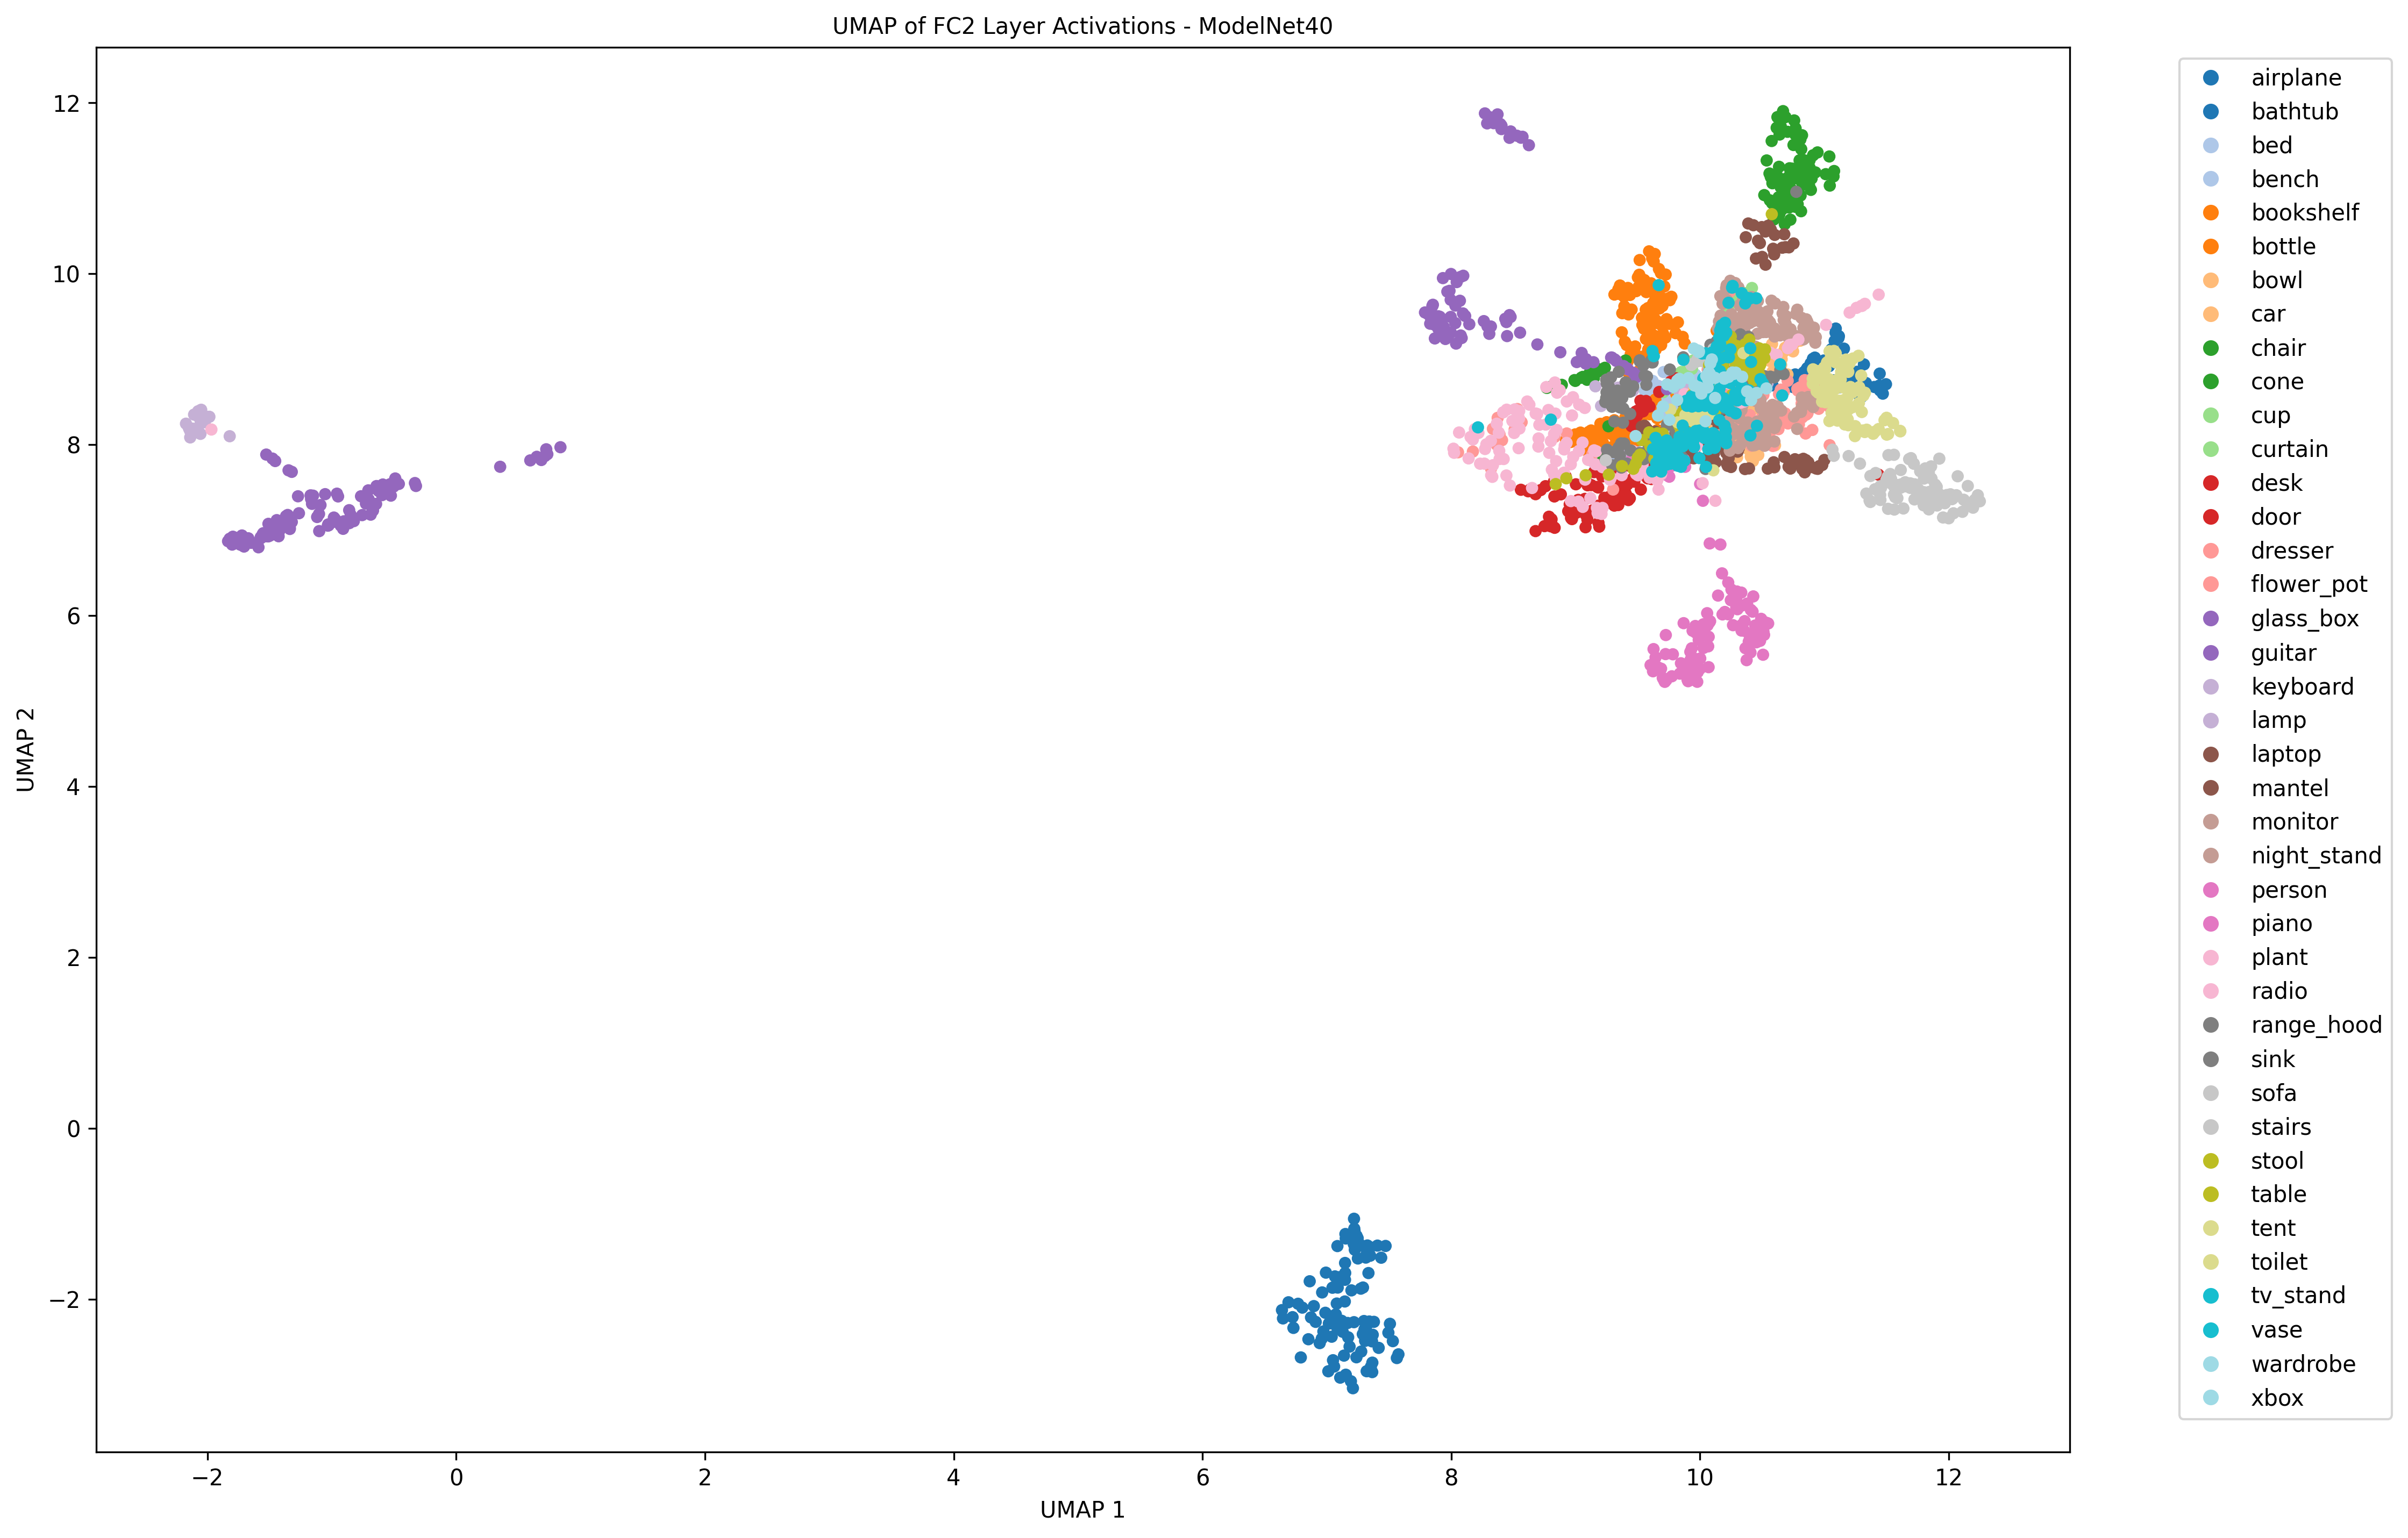 UMAP of FC2 Layer Activations - ModelNet40
12
10
8
6
4
2
0
−2
UMAP 2
−2
0
2
4
6
8
10
12
UMAP 1
airplane
bathtub
bed
bench
bookshelf
bottle
bowl
car
chair
cone
cup
curtain
desk
door
dresser
flower_pot
glass_box
guitar
keyboard
lamp
laptop
mantel
monitor
night_stand
person
piano
plant
radio
range_hood
sink
sofa
stairs
stool
table
tent
toilet
tv_stand
vase
wardrobe
xbox